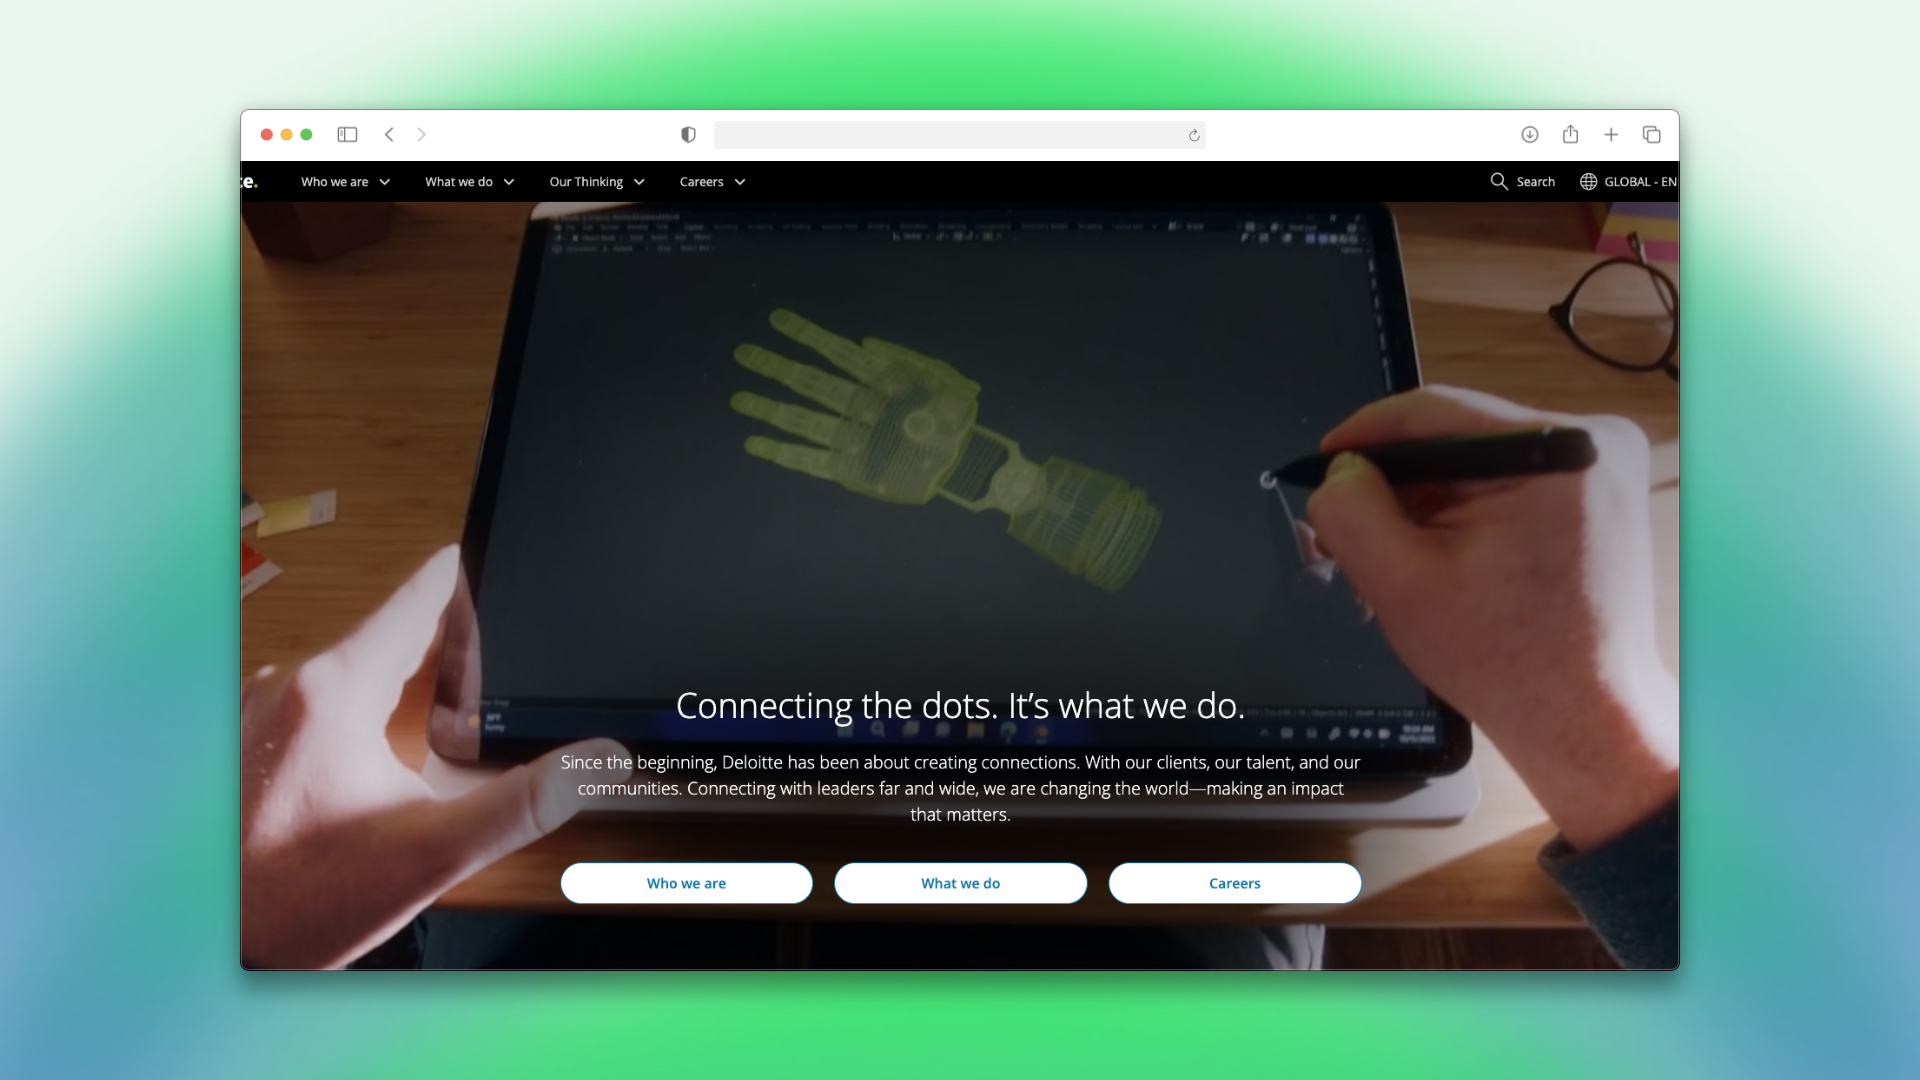 te.
Who we are
What we do
Our Thinking
Careers
Search
GLOBAL - EN
Connecting the dots. It’s what we do.
Since the beginning, Deloitte has been about creating connections. With our clients, our talent, and our
communities. Connecting with leaders far and wide, we are changing the world—making an impact
that matters.
Who we are
What we do
Careers